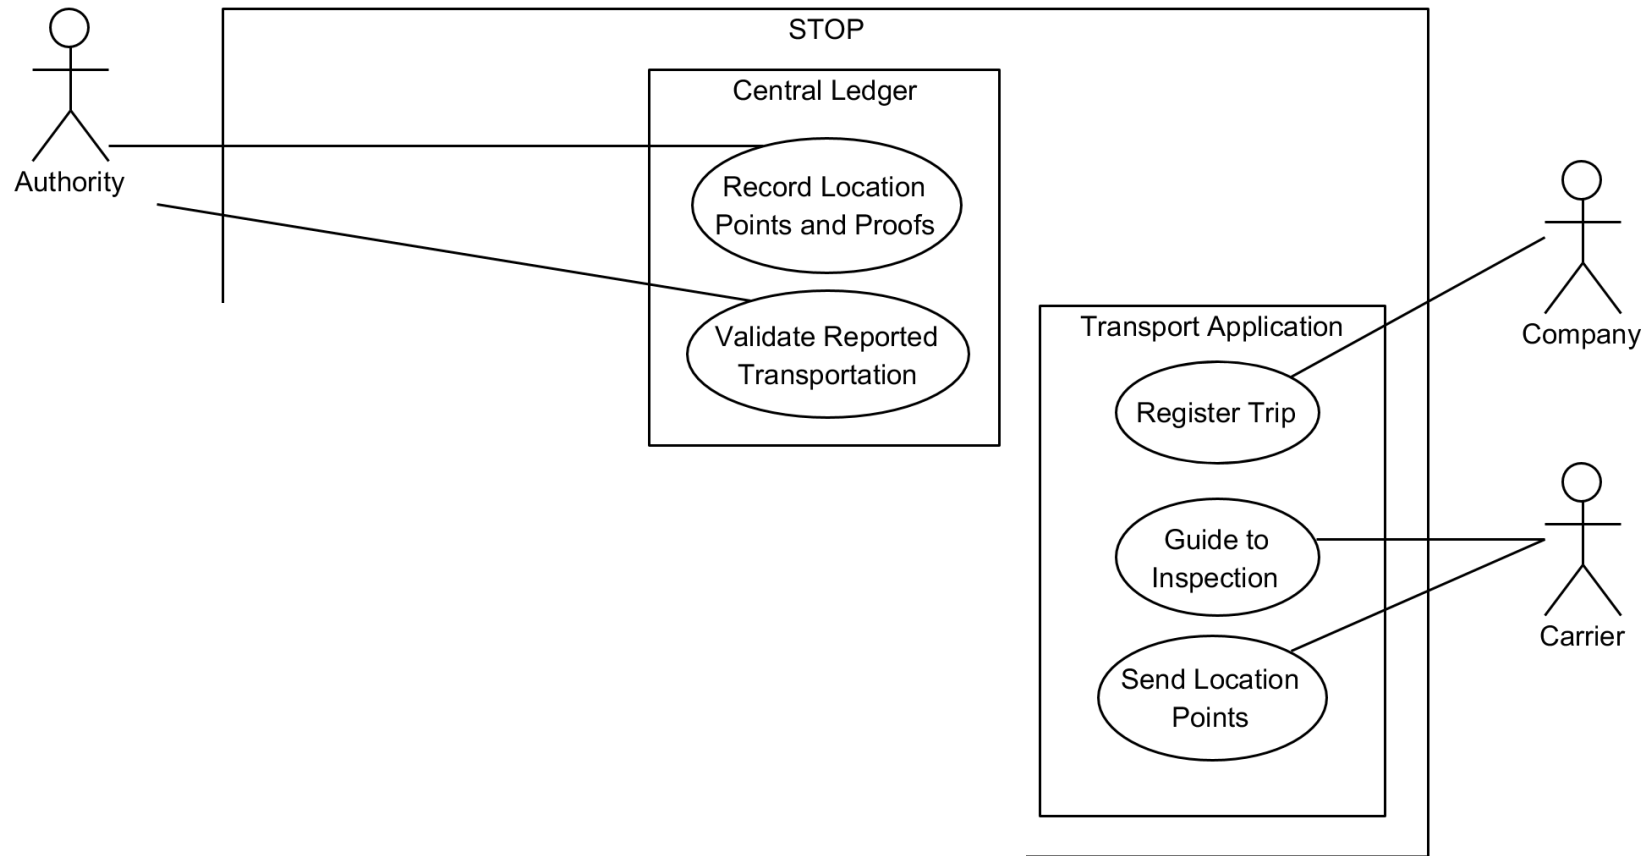 STOP
Central Ledger
Record Location
Points and Proofs
Authority
Validate Reported
Transportation
Transport Application
Company
Register Trip
Guide to
Inspection
Carrier
Send Location
Points